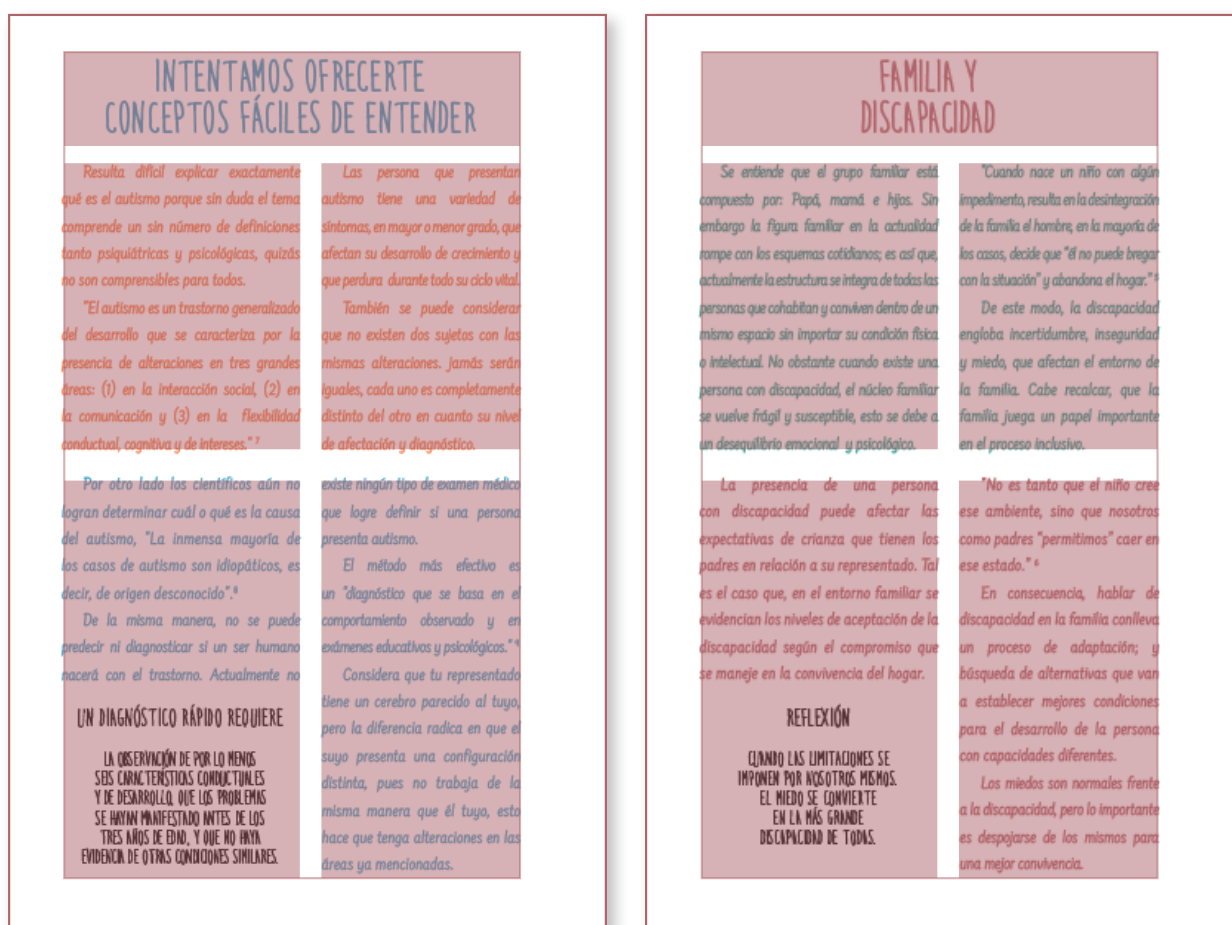 INTENTAMOS OFRECERTE
CONCEPTOS FÁCILES DE ENTENDER
Resulta difícil explicar exactamente
qué es el autismo porque sin duda el tema
comprende un sin número de definiciones
tanto psiquiátricas y psicológicas, quizás
no son comprensibles para todos.
"El autismo es un trastorno generalizado
del desarrollo que se caracteriza por la
presencia de alteraciones en tres grandes
áreas: (1) en la interacción social, (2) en
la comunicación y (3) en la flexibilidad
conductual, cognitiva y de intereses." 7
Las persona que presentan
autismo tiene una variedad de
síntomas, en mayor o menor grado, que
afectan su desarrollo de crecimiento y
que perdura durante todo su ciclo vital.
También se puede considerar
que no existen dos sujetos con las
mismas alteraciones. Jamás serán
iguales, cada uno es completamente
distinto del otro en cuanto su nivel
de afectación y diagnóstico.
Por otro lado los científicos aún no
logran determinar cuál o qué es la causa
del autismo, "La inmensa mayoría de
los casos de autismo son idiopáticos, es
decir, de origen desconocido".8
De la misma manera, no se puede
predecir ni diagnosticar si un ser humano
nacerá con el trastorno. Actualmente no
existe ningún tipo de examen médico
que logre definir si una persona
presenta autismo.
El método más efectivo es
un "diagnóstico que se basa en el
comportamiento observado y en
exámenes educativos y psicológicos." 9
Considera que tu representado
tiene un cerebro parecido al tuyo,
pero la diferencia radica en que el
suyo presenta una configuración
distinta, pues no trabaja de la
misma manera que él tuyo, esto
hace que tenga alteraciones en las
áreas ya mencionadas.
UN DIAGNÓSTICO RÁPIDO REQUIERE
LA OBSERVACIÓN DE POR LO MENOS
SEIS CARACTERÍSTICAS CONDUCTUALES
Y DE DESARROLLO, QUE LOS PROBLEMAS
SE HAYAN MANIFESTADO ANTES DE LOS
TRES AÑOS DE EDAD, Y QUE NO HAYA
EVIDENCIA DE OTRAS CONDICIONES SIMILARES.
FAMILIA Y
DISCAPACIDAD
Se entiende que el grupo familiar está
compuesto por: Papá, mamá e hijos. Sin
embargo la figura familiar en la actualidad
rompe con los esquemas cotidianos; es así que,
actualmente la estructura se integra de todas las
personas que cohabitan y conviven dentro de un
mismo espacio sin importar su condición física
o intelectual. No obstante cuando existe una
persona con discapacidad, el núcleo familiar
se vuelve frágil y susceptible, esto se debe a
un desequilibrio emocional y psicológico.
"Cuando nace un niño con algún
impedimento, resulta en la desintegración
de la familia el hombre, en la mayoría de
los casos, decide que "él no puede bregar
con la situación" y abandona el hogar." 5
De este modo, la discapacidad
engloba incertidumbre, inseguridad
y miedo, que afectan el entorno de
la familia. Cabe recalcar, que la
familia juega un papel importante
en el proceso inclusivo.
La presencia de una persona
con discapacidad puede afectar las
expectativas de crianza que tienen los
padres en relación a su representado. Tal
es el caso que, en el entorno familiar se
evidencian los niveles de aceptación de la
discapacidad según el compromiso que
se maneje en la convivencia del hogar.
"No es tanto que el niño cree
ese ambiente, sino que nosotros
como padres "permitimos" caer en
ese estado." 6
En consecuencia, hablar de
discapacidad en la familia conlleva
un proceso de adaptación; y
búsqueda de alternativas que van
a establecer mejores condiciones
para el desarrollo de la persona
con capacidades diferentes.
Los miedos son normales frente
a la discapacidad, pero lo importante
es despojarse de los mismos para
una mejor convivencia.
REFLEXIÓN
CUANDO LAS LIMITACIONES SE
IMPONEN POR NOSOTROS MISMOS.
EL MIEDO SE CONVIERTE
EN LA MÁS GRANDE
DISCAPACIDAD DE TODAS.